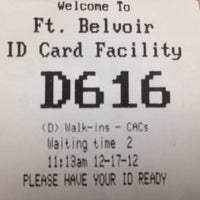 Welcome To
Ft. Belvoir
ID Card Facility
D616
(D) Walk-ins - CACs
Waiting time 2
11:13am 12-17-12
PLEASE HAVE YOUR ID READY